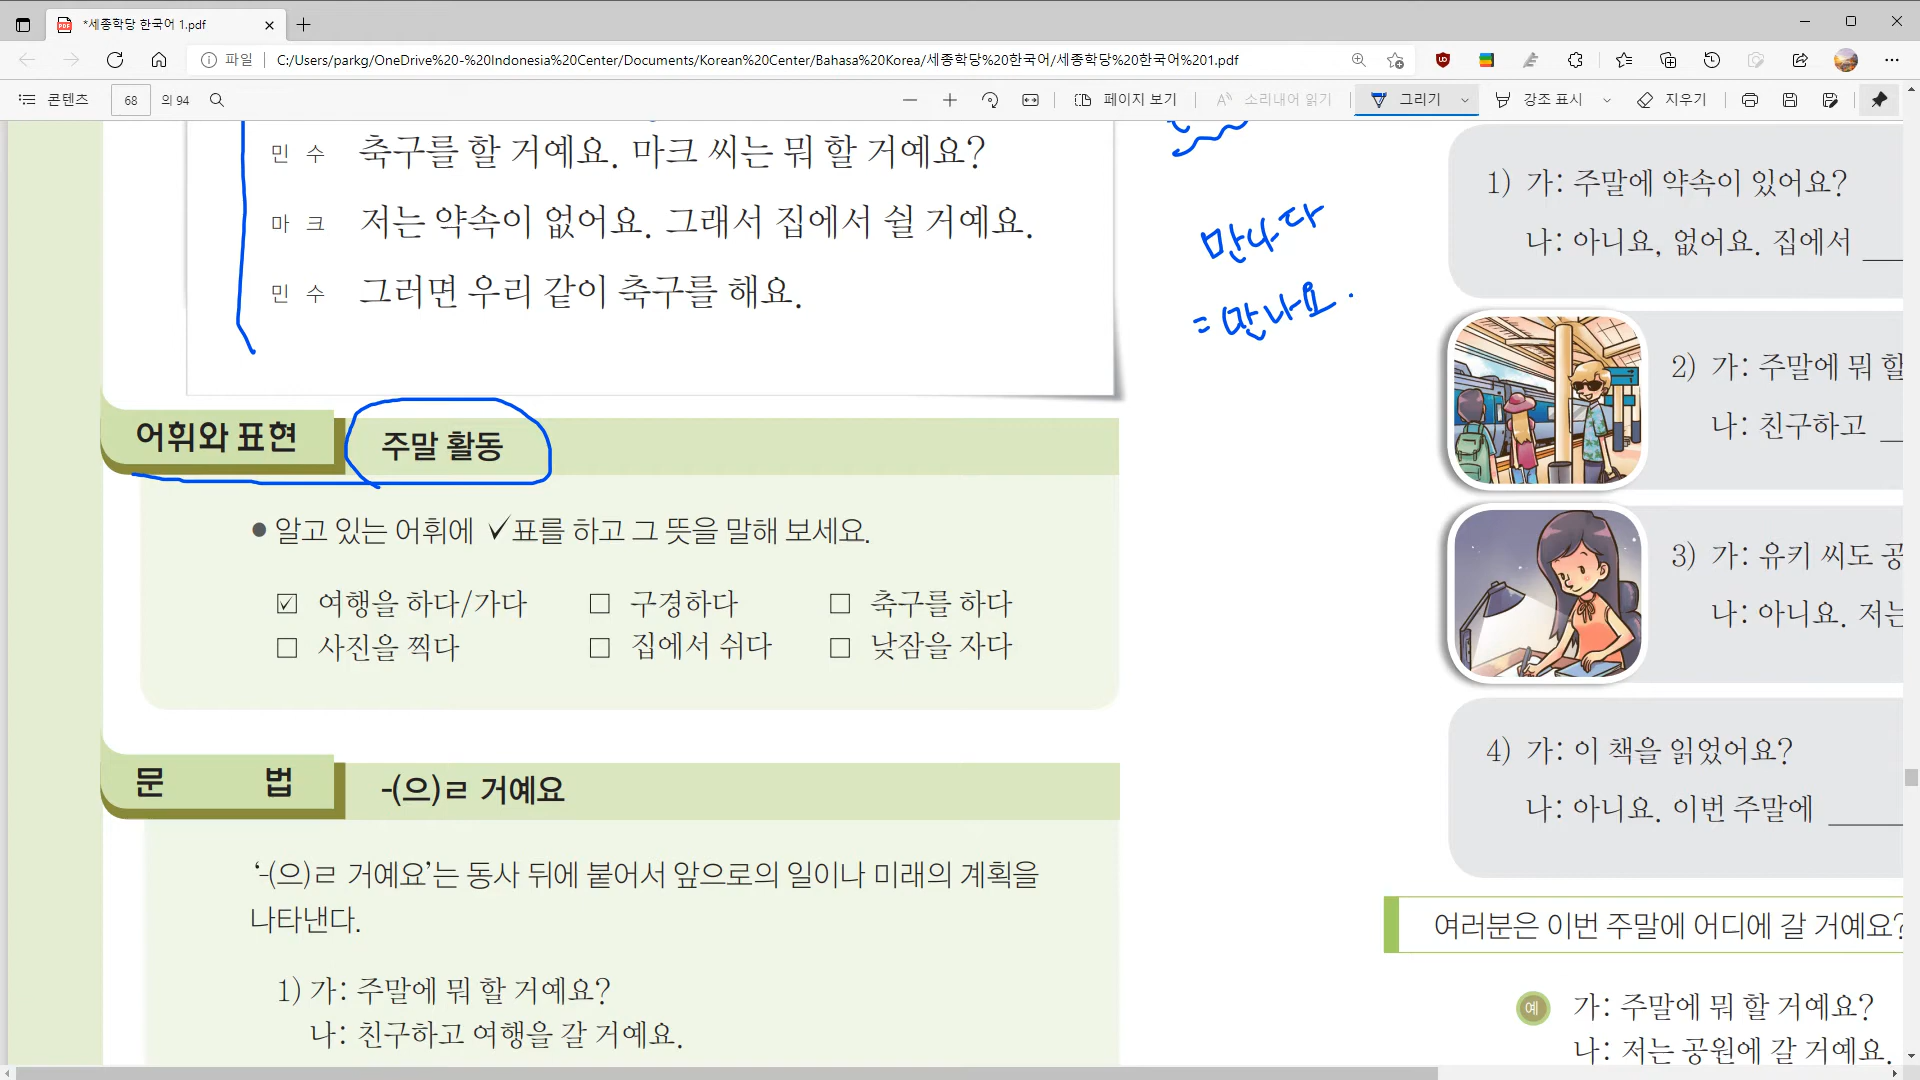 *세종학당 한국어 1.pdf
파일
C:/Users/parkg/OneDrive%20-%20Indonesia%20Center/Documents/Korean%20Center/Bahasa%20Korea/세종학당%20한국어/세종학당%20한국어%201.pdf
콘텐츠
68 의 94
페이지 보기
소리내어 읽기
그리기
강조 표시
지우기
민 수 축구를 할 거예요. 마크 씨는 뭐 할 거예요?
마 크 저는 약속이 없어요. 그래서 집에서 쉴 거예요.
민 수 그러면 우리 같이 축구를 해요.
만나다
= 만나요.
어휘와 표현 주말 활동
● 알고 있는 어휘에 ✓표를 하고 그 뜻을 말해 보세요.
☑ 여행을 하다/가다 □ 구경하다 □ 축구를 하다
□ 사진을 찍다 □ 집에서 쉬다 □ 낮잠을 자다
문 법 -(으)ㄹ 거예요
‘-(으)ㄹ 거예요’는 동사 뒤에 붙어서 앞으로의 일이나 미래의 계획을
나타낸다.
1) 가: 주말에 뭐 할 거예요?
나: 친구하고 여행을 갈 거예요.
1) 가: 주말에 약속이 있어요?
나: 아니요, 없어요. 집에서
2) 가: 주말에 뭐 할
나: 친구하고
3) 가: 유키 씨도 공
나: 아니요. 저는
4) 가: 이 책을 읽었어요?
나: 아니요. 이번 주말에
여러분은 이번 주말에 어디에 갈 거예요?
예 가: 주말에 뭐 할 거예요?
나: 저는 공원에 갈 거예요.